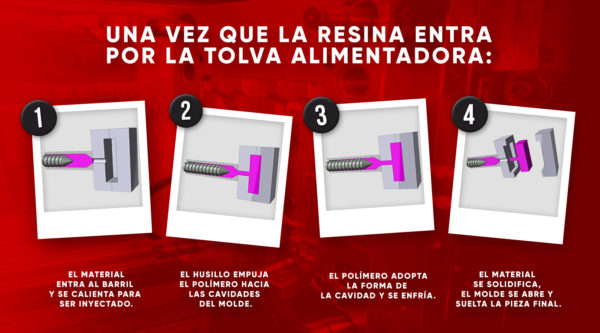 UNA VEZ QUE LA RESINA ENTRA
POR LA TOLVA ALIMENTADORA:
1
2
3
4
EL MATERIAL
ENTRA AL BARRIL
Y SE CALIENTA PARA
SER INYECTADO.
EL HUSILLO EMPUJA
EL POLÍMERO HACIA
LAS CAVIDADES
DEL MOLDE.
EL POLÍMERO ADOPTA
LA FORMA DE
LA CAVIDAD Y SE ENFRÍA.
EL MATERIAL
SE SOLIDIFICA,
EL MOLDE SE ABRE Y
SUELTA LA PIEZA FINAL.